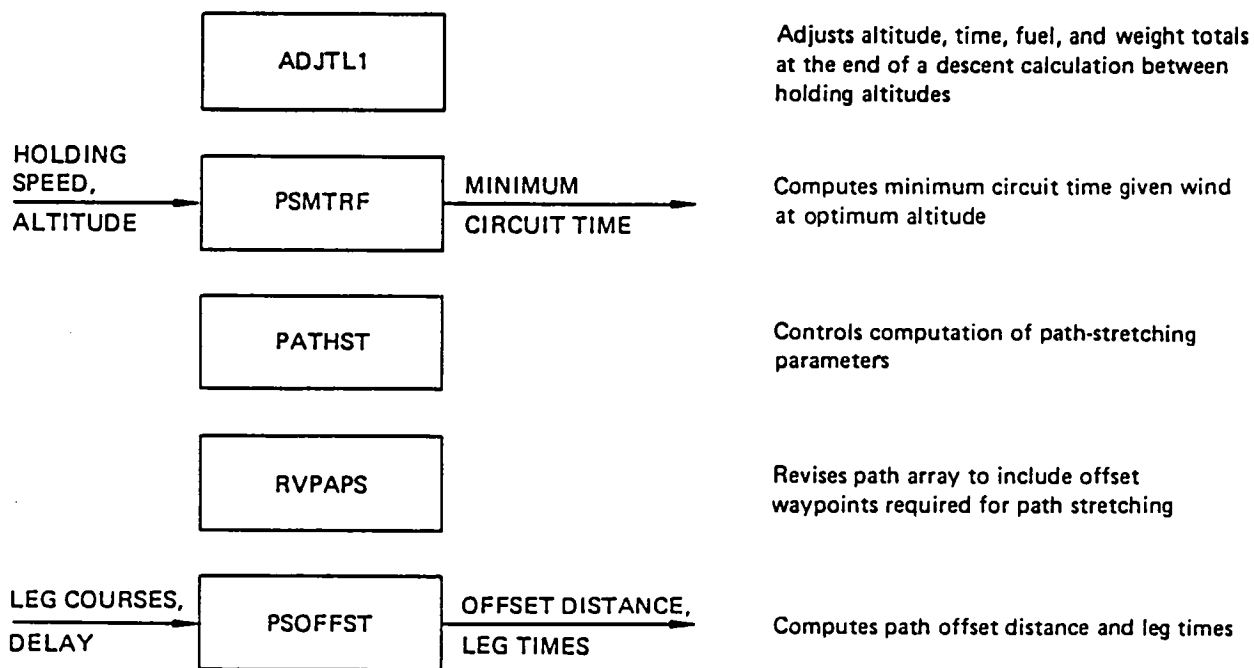 ADJTL1
Adjusts altitude, time, fuel, and weight totals
at the end of a descent calculation between
holding altitudes
HOLDING
SPEED,
ALTITUDE
PSMTRF
MINIMUM
CIRCUIT TIME
Computes minimum circuit time given wind
at optimum altitude
PATHST
Controls computation of path-stretching
parameters
RVPAPS
Revises path array to include offset
waypoints required for path stretching
LEG COURSES,
DELAY
PSOFFST
OFFSET DISTANCE,
LEG TIMES
Computes path offset distance and leg times